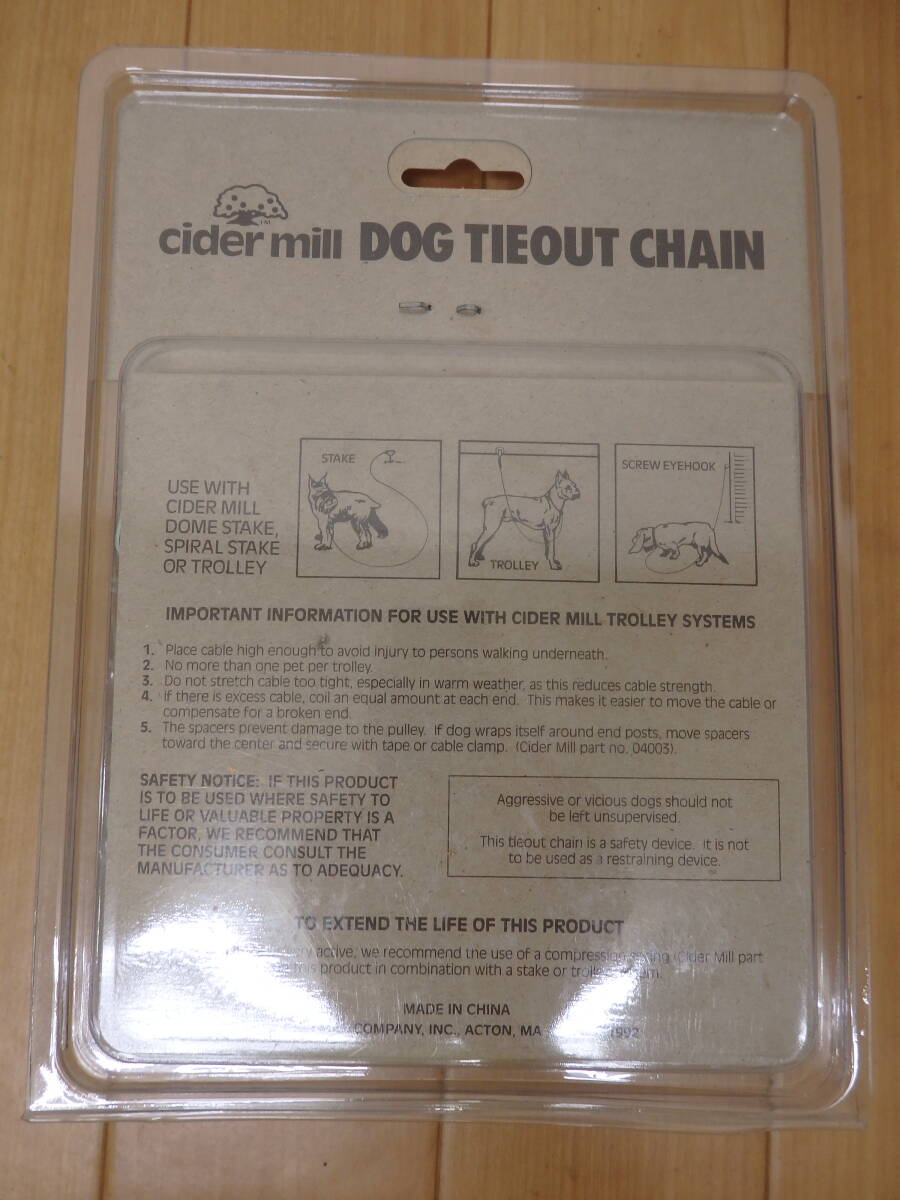 TM
cider mill DOG TIEOUT CHAIN
USE WITH
CIDER MILL
DOME STAKE,
SPIRAL STAKE
OR TROLLEY
STAKE
TROLLEY
SCREW EYEHOOK
IMPORTANT INFORMATION FOR USE WITH CIDER MILL TROLLEY SYSTEMS
1. Place cable high enough to avoid injury to persons walking underneath.
2. No more than one pet per trolley.
3. Do not stretch cable too tight, especially in warm weather, as this reduces cable strength.
4. If there is excess cable, coil an equal amount at each end. This makes it easier to move the cable or
compensate for a broken end.
5. The spacers prevent damage to the pulley. If dog wraps itself around end posts, move spacers
toward the center and secure with tape or cable clamp. (Cider Mill part no. 04003).
SAFETY NOTICE: IF THIS PRODUCT
IS TO BE USED WHERE SAFETY TO
LIFE OR VALUABLE PROPERTY IS A
FACTOR, WE RECOMMEND THAT
THE CONSUMER CONSULT THE
MANUFACTURER AS TO ADEQUACY.
Aggressive or vicious dogs should not
be left unsupervised.
This tieout chain is a safety device. It is not
to be used as a restraining device.
TO EXTEND THE LIFE OF THIS PRODUCT
active, we recommend the use of a compression spring (Cider Mill part
this product in combination with a stake or
MADE IN CHINA
COMPANY, INC., ACTON, MA 1992